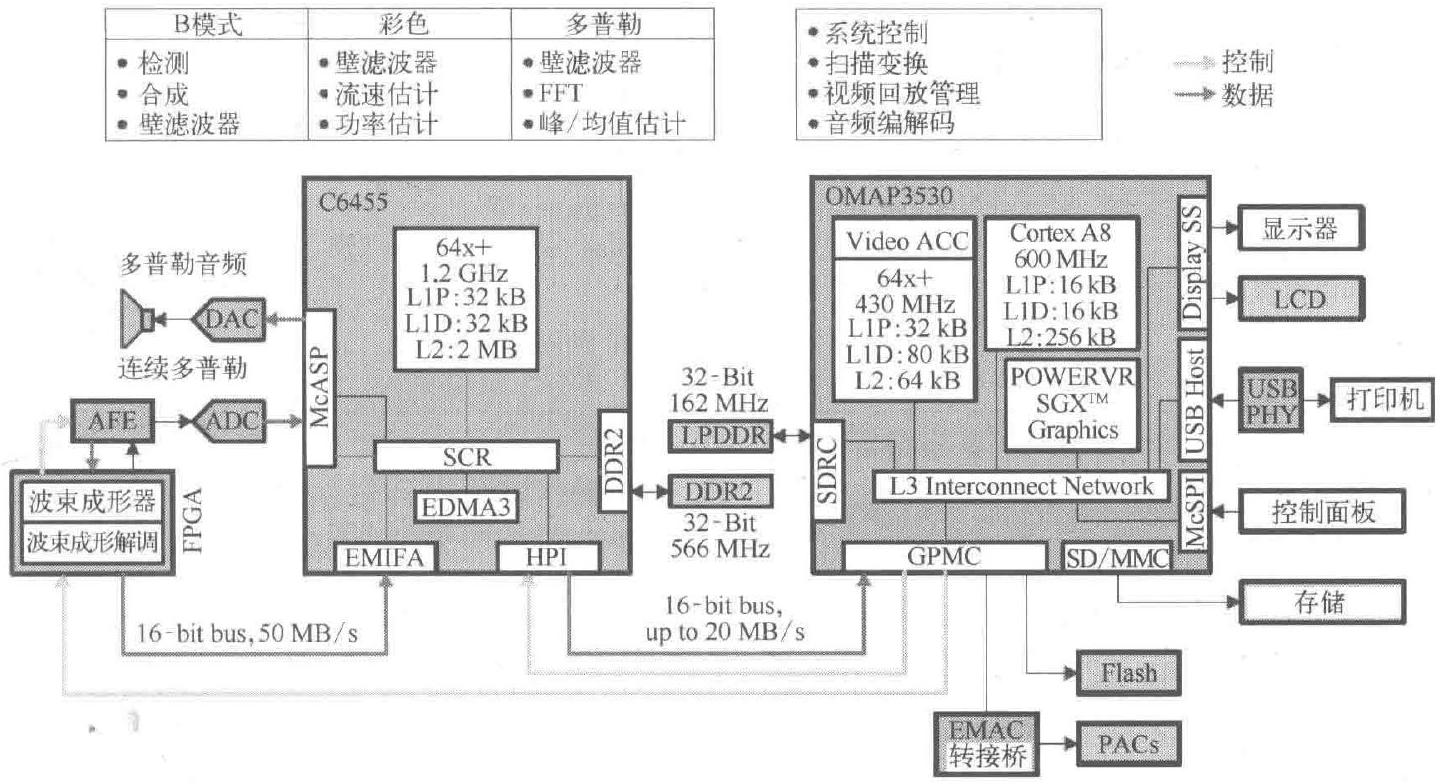 B模式
检测
合成
壁滤波器
彩色
壁滤波器
流速估计
功率估计
多普勒
壁滤波器
FFT
峰/均值估计
系统控制
扫描变换
视频回放管理
音频编解码
控制
数据
C6455
64x+
1.2 GHz
L1P:32 kB
L1D:32 kB
L2:2 MB
多普勒音频
DAC
连续多普勒
AFE
ADC
McASP
SCR
EDMA3
DDR2
EMIFA
HPI
波束成形器
波束成形解调
FPGA
16-bit bus, 50 MB/s
32-Bit
162 MHz
LPDDR
DDR2
32-Bit
566 MHz
16-bit bus,
up to 20 MB/s
OMAP3530
Video ACC
64x+
430 MHz
L1P:32 kB
L1D:80 kB
L2:64 kB
Cortex A8
600 MHz
L1P:16 kB
L1D:16 kB
L2:256 kB
POWERVR
SGX™
Graphics
SDRC
L3 Interconnect Network
GPMC
SD/MMC
Display SS
USB Host
McSPI
显示器
LCD
USB
PHY
打印机
控制面板
存储
Flash
EMAC
转接桥
PACs